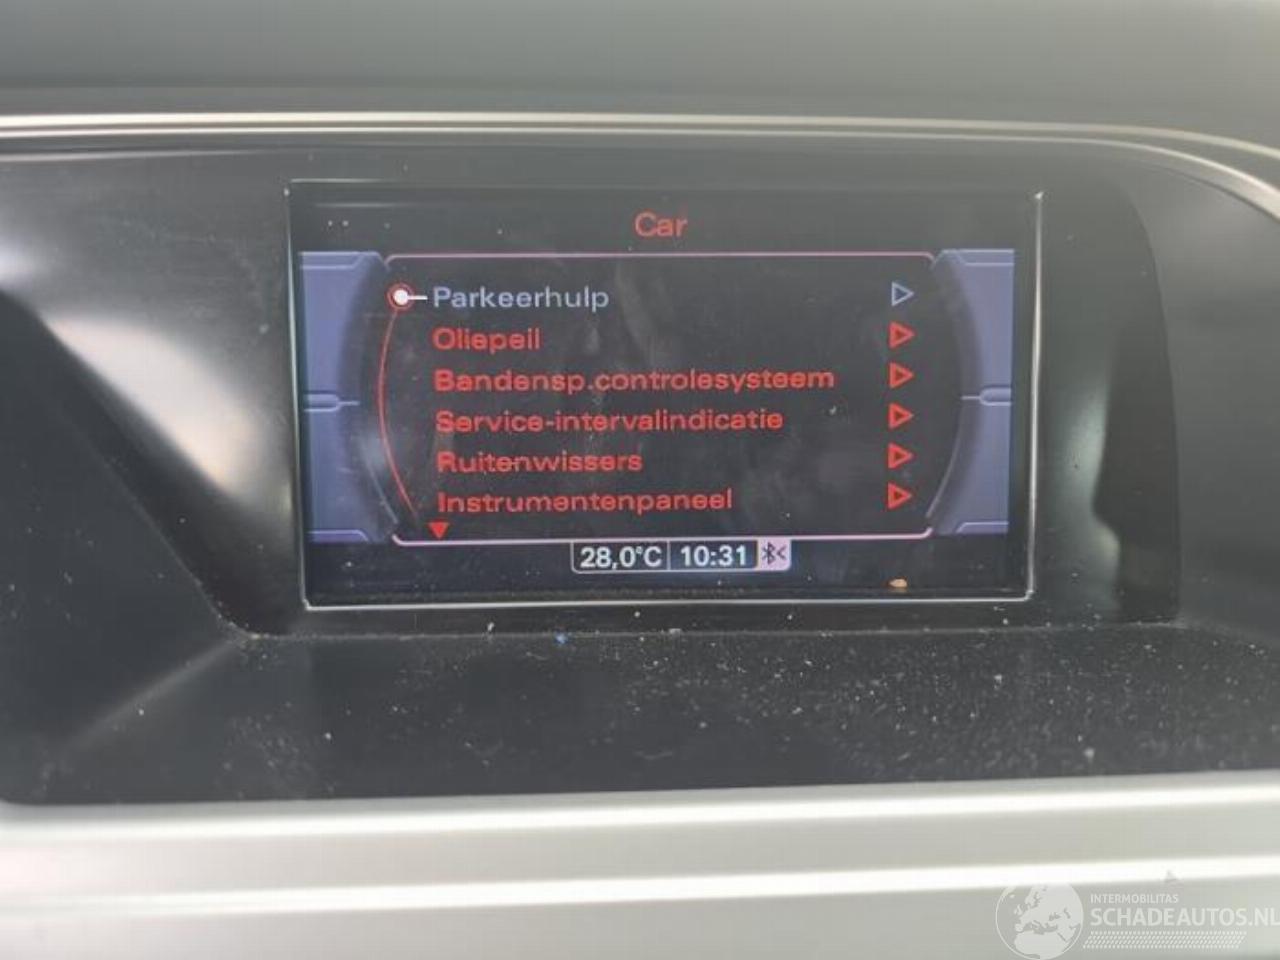 Car
Parkeerhulp
Oliepeil
Bandensp.controlesysteem
Service-intervalindicatie
Ruitenwissers
Instrumentenpaneel
28,0°C 10:31
INTERMOBILITAS
SCHADEAUTOS.NL